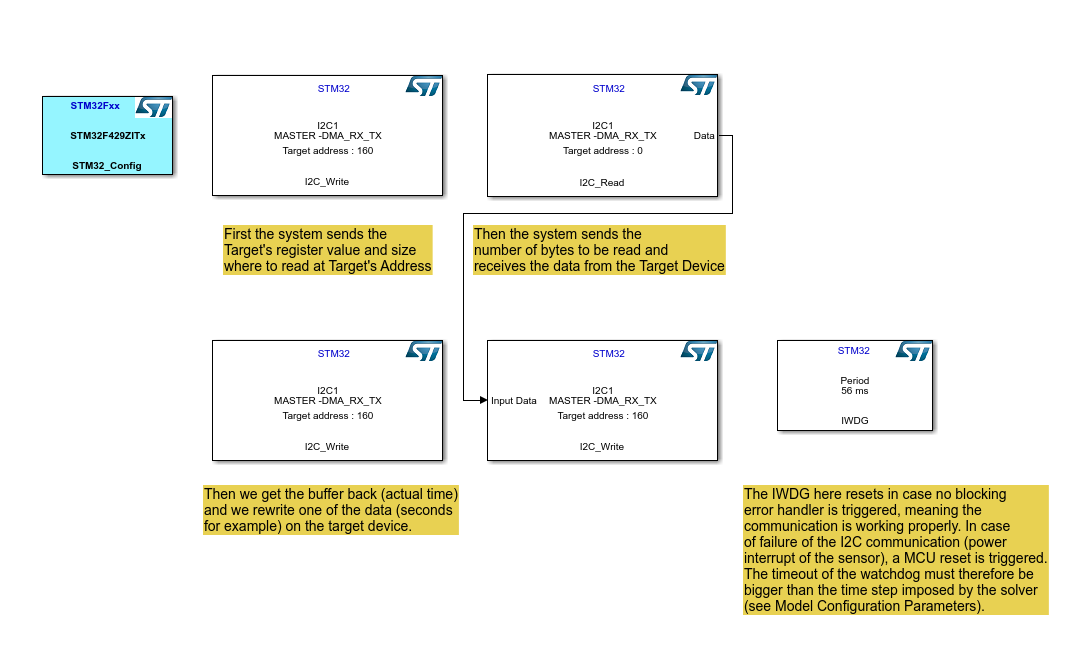 STM32Fxx
ST
STM32F429ZITx
STM32_Config
STM32
ST
I2C1
MASTER -DMA_RX_TX
Target address : 160
I2C_Write
STM32
ST
I2C1
MASTER -DMA_RX_TX
Target address : 0
Data
I2C_Read
First the system sends the
Target's register value and size
where to read at Target's Address
Then the system sends the
number of bytes to be read and
receives the data from the Target Device
STM32
ST
I2C1
MASTER -DMA_RX_TX
Target address : 160
I2C_Write
STM32
ST
Input Data
I2C1
MASTER -DMA_RX_TX
Target address : 160
I2C_Write
STM32
ST
Period
56 ms
IWDG
Then we get the buffer back (actual time)
and we rewrite one of the data (seconds
for example) on the target device.
The IWDG here resets in case no blocking
error handler is triggered, meaning the
communication is working properly. In case
of failure of the I2C communication (power
interrupt of the sensor), a MCU reset is triggered.
The timeout of the watchdog must therefore be
bigger than the time step imposed by the solver
(see Model Configuration Parameters).